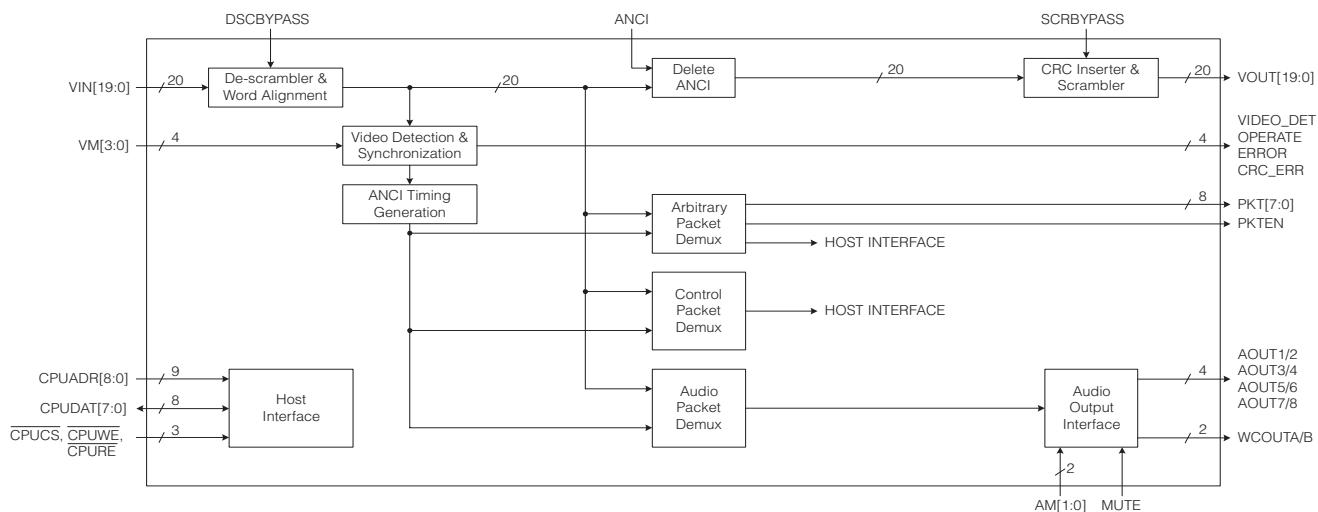 DSCBYPASS
ANCI
SCRBYPASS
VIN[19:0]
20
De-scrambler &
Word Alignment
20
Delete
ANCI
20
CRC Inserter &
Scrambler
20
VOUT[19:0]
VM[3:0]
4
Video Detection &
Synchronization
4
VIDEO_DET
OPERATE
ERROR
CRC_ERR
ANCI Timing
Generation
Arbitrary
Packet
Demux
8
PKT[7:0]
PKTEN
HOST INTERFACE
Control
Packet
Demux
HOST INTERFACE
CPUADR[8:0]
9
CPUDAT[7:0]
8
CPUCS, CPUWE,
CPURE
3
Host
Interface
Audio
Packet
Demux
Audio
Output
Interface
4
AOUT1/2
AOUT3/4
AOUT5/6
AOUT7/8
2
WCOUTA/B
2
AM[1:0]
MUTE